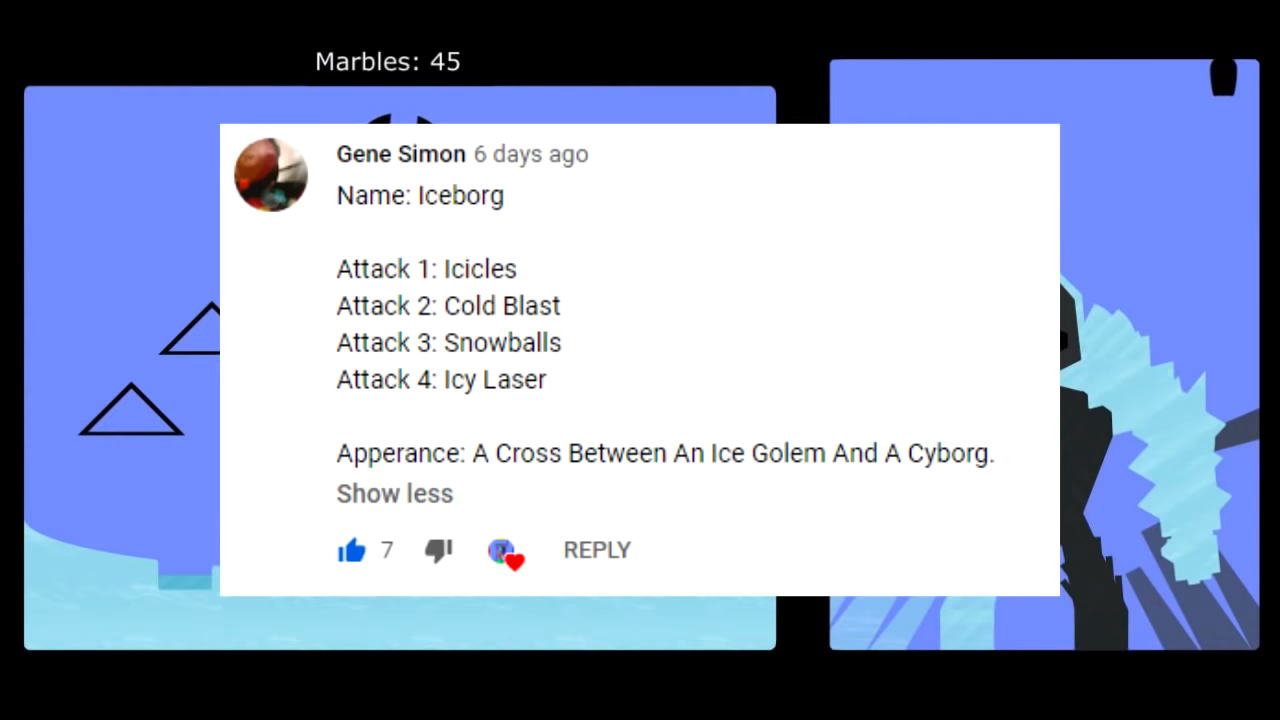 Marbles: 45
Gene Simon 6 days ago
Name: Iceborg
Attack 1: Icicles
Attack 2: Cold Blast
Attack 3: Snowballs
Attack 4: Icy Laser
Apperance: A Cross Between An Ice Golem And A Cyborg.
Show less
7 REPLY